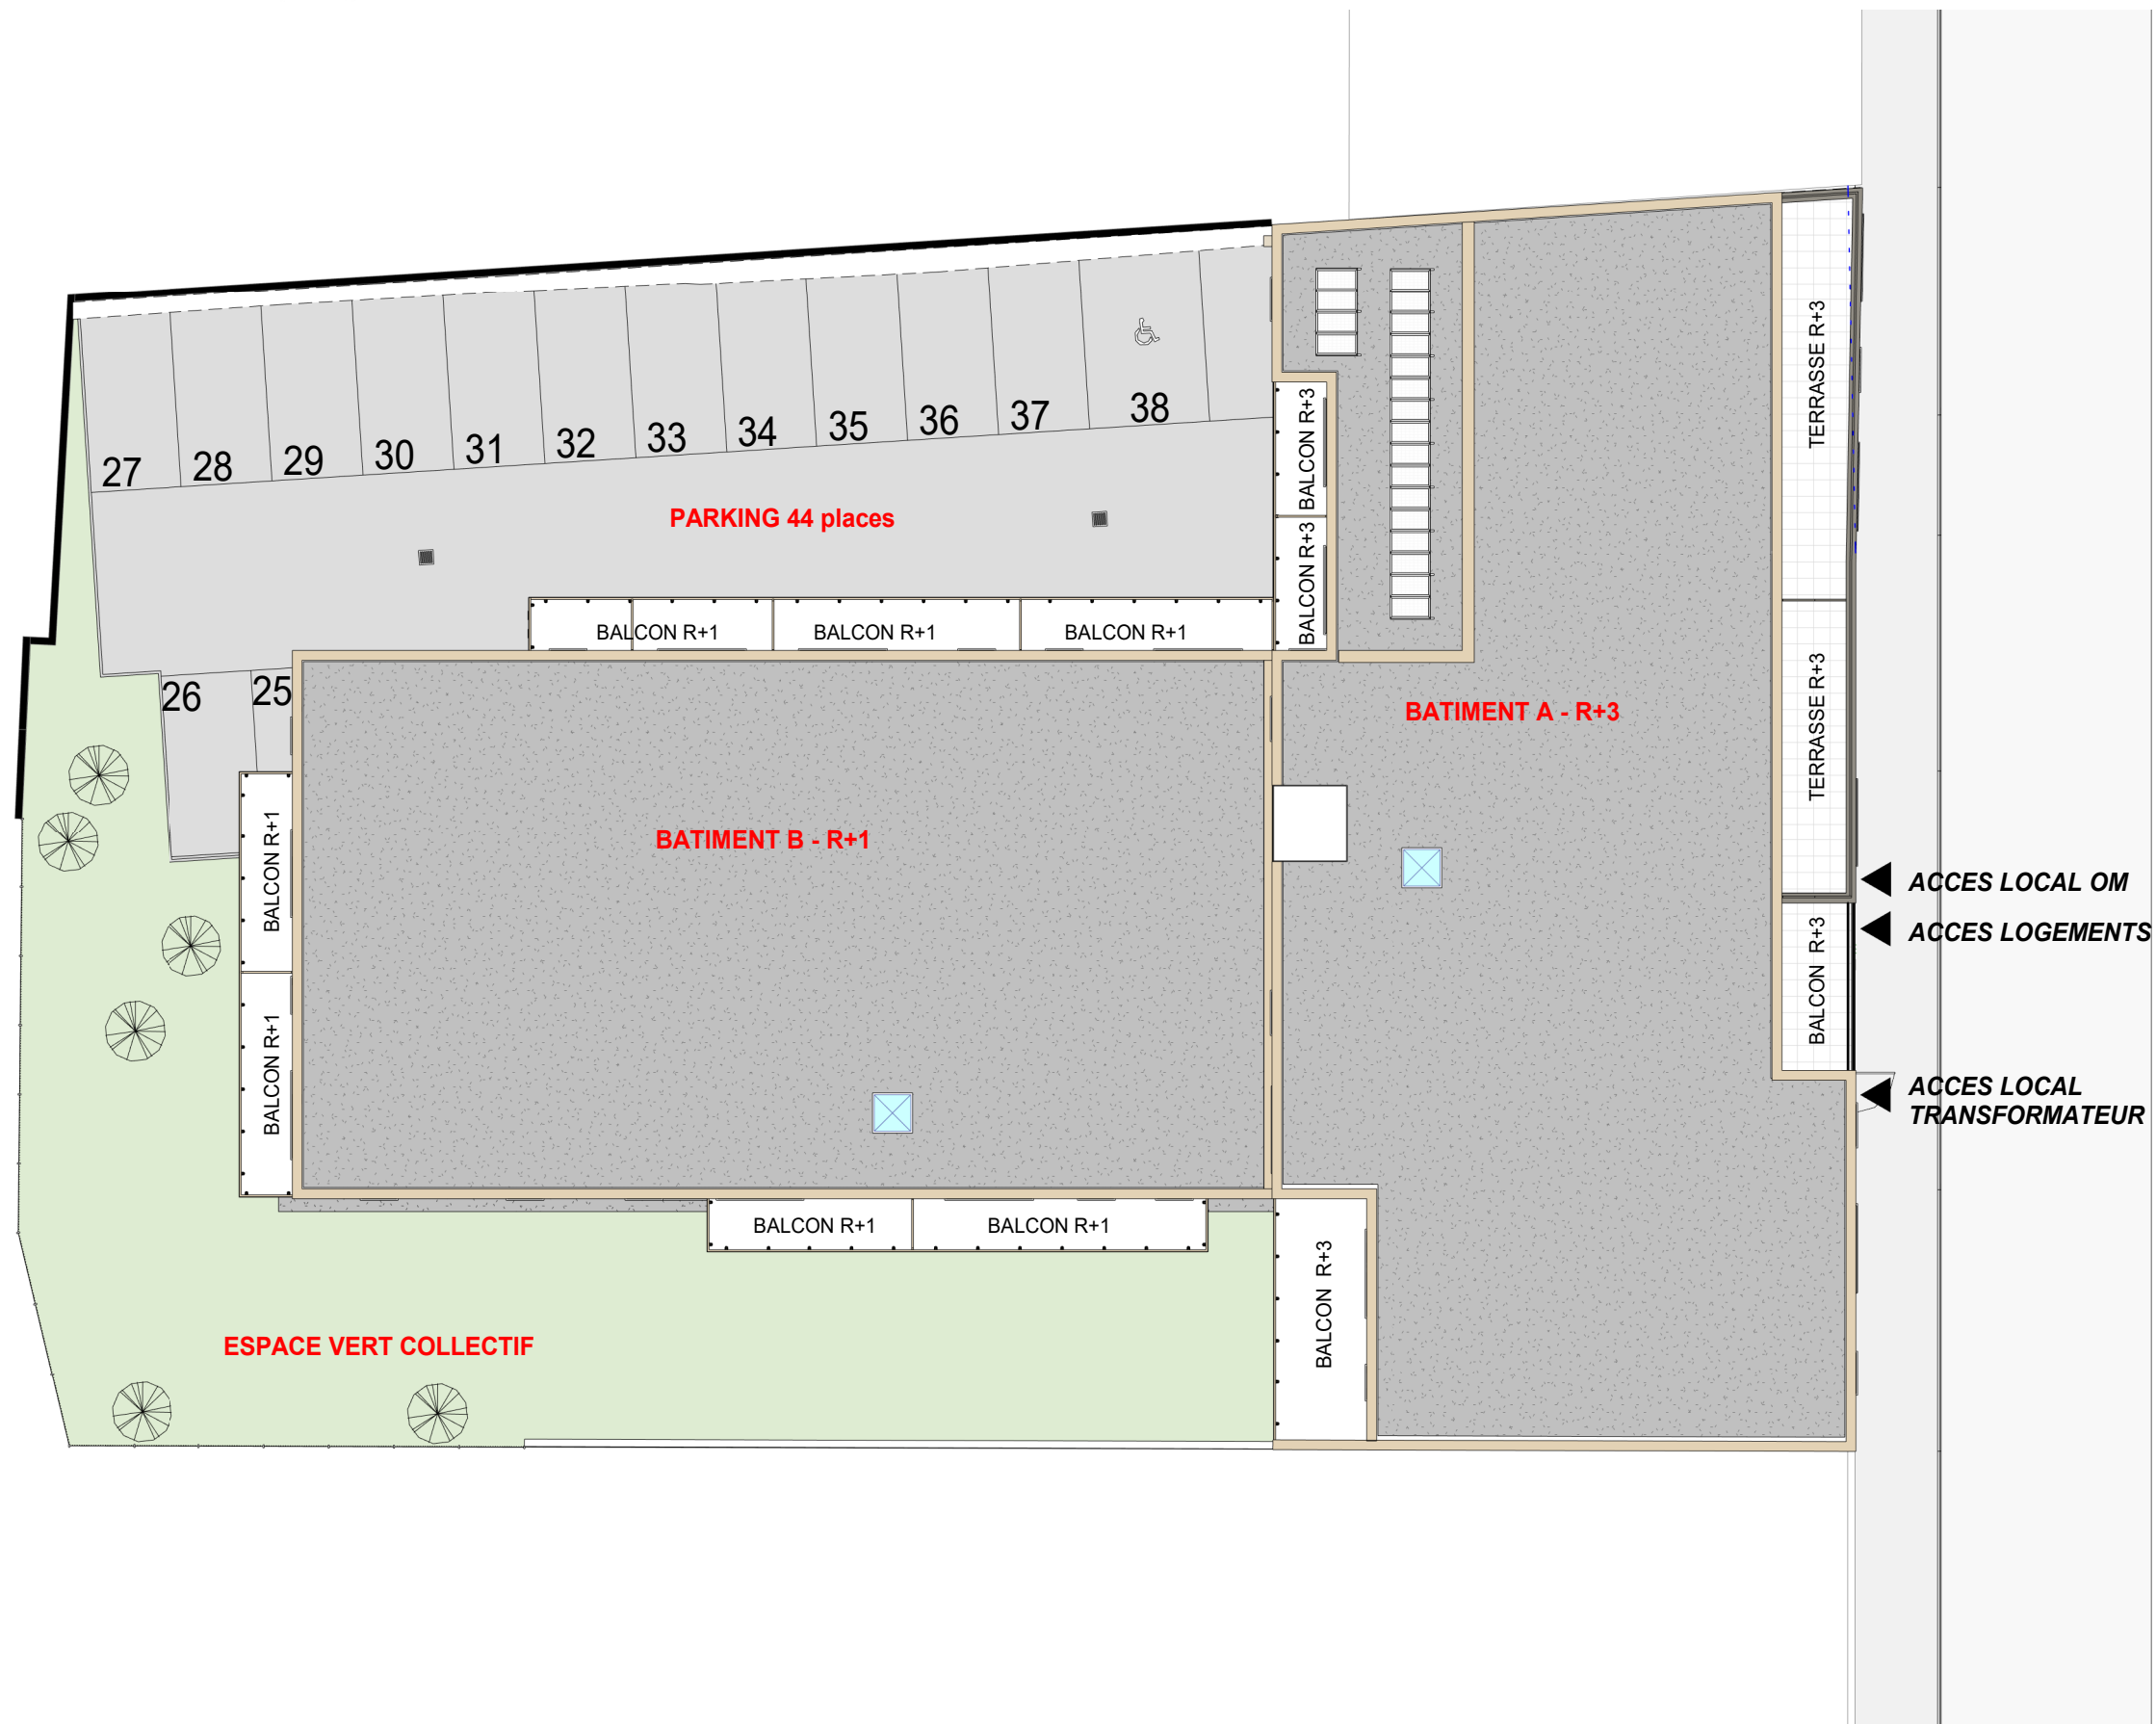 TERRASSE R+3
38
37
36
35
34
33
32
31
30
29
28
27
BALCON R+3
PARKING 44 places
BALCON R+3
BALCON R+1
BALCON R+1
BALCON R+1
26
25
BATIMENT A - R+3
TERRASSE R+3
BATIMENT B - R+1
BALCON R+1
ACCES LOCAL OM
ACCES LOGEMENTS
BALCON R+3
BALCON R+1
ACCES LOCAL
TRANSFORMATEUR
BALCON R+1
BALCON R+1
BALCON R+3
ESPACE VERT COLLECTIF